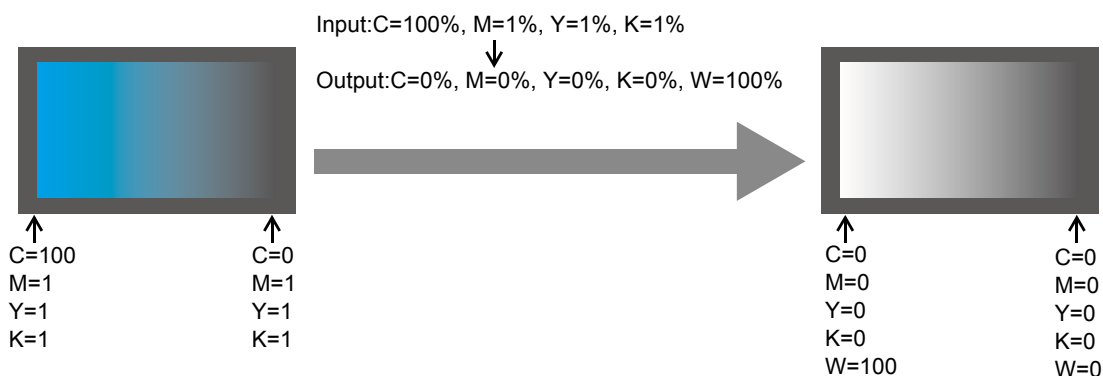 Input:C=100%, M=1%, Y=1%, K=1%
Output:C=0%, M=0%, Y=0%, K=0%, W=100%
C=100
M=1
Y=1
K=1
C=0
M=1
Y=1
K=1
C=0
M=0
Y=0
K=0
W=100
C=0
M=0
Y=0
K=0
W=0